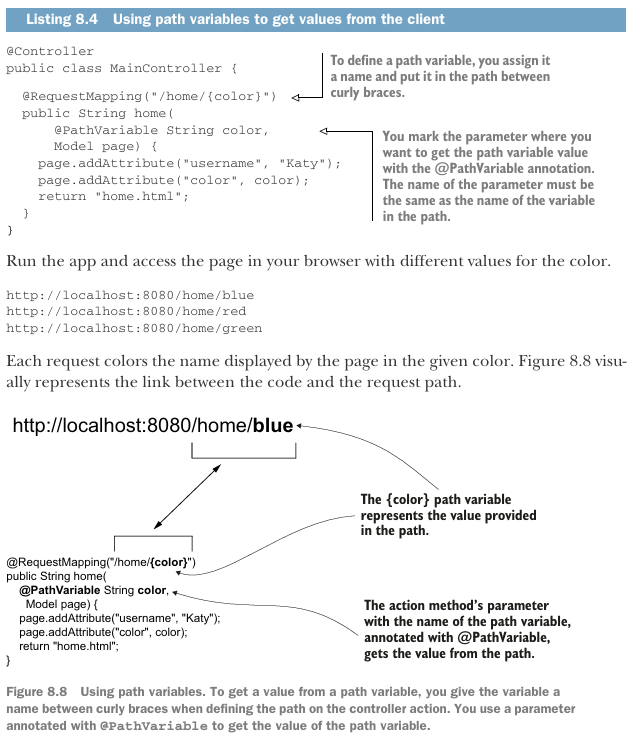 Listing 8.4 Using path variables to get values from the client
@Controller
public class MainController {
To define a path variable, you assign it
a name and put it in the path between
curly braces.
@RequestMapping("/home/{color}")
public String home(
@PathVariable String color,
Model page) {
page.addAttribute("username", "Katy");
page.addAttribute("color", color);
return "home.html";
}
}
You mark the parameter where you
want to get the path variable value
with the @PathVariable annotation.
The name of the parameter must be
the same as the name of the variable
in the path.
Run the app and access the page in your browser with different values for the color.
http://localhost:8080/home/blue
http://localhost:8080/home/red
http://localhost:8080/home/green
Each request colors the name displayed by the page in the given color. Figure 8.8 visu-
ally represents the link between the code and the request path.
http://localhost:8080/home/blue
The {color} path variable
represents the value provided
in the path.
@RequestMapping("/home/{color}")
public String home(
@PathVariable String color,
Model page) {
page.addAttribute("username", "Katy");
page.addAttribute("color", color);
return "home.html";
}
The action method's parameter
with the name of the path variable,
annotated with @PathVariable,
gets the value from the path.
Figure 8.8 Using path variables. To get a value from a path variable, you give the variable a
name between curly braces when defining the path on the controller action. You use a parameter
annotated with @PathVariable to get the value of the path variable.